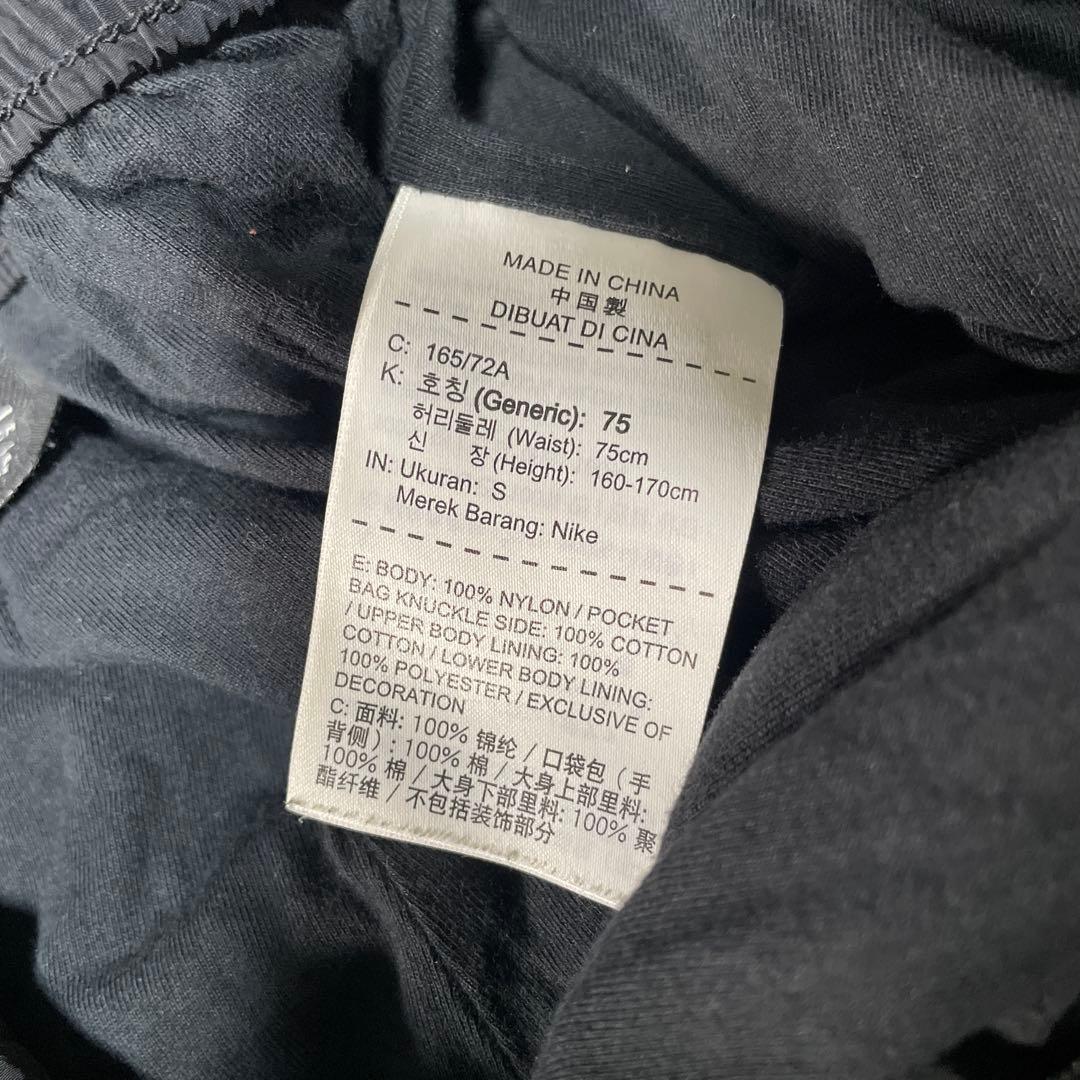 MADE IN CHINA
中国製
DIBUAT DI CINA
C: 165/72A
K: 호칭 (Generic): 75
허리둘레 (Waist): 75cm
신 장 (Height): 160-170cm
IN: Ukuran: S
Merek Barang: Nike
E: BODY: 100% NYLON / POCKET
BAG KNUCKLE SIDE: 100% COTTON
/ UPPER BODY LINING: 100%
COTTON / LOWER BODY LINING:
100% POLYESTER / EXCLUSIVE OF
DECORATION
C: 面料: 100% 锦纶 / 口袋包（手
背侧）: 100% 棉 / 大身上部里料:
100% 棉 / 大身下部里料: 100% 聚
酯纤维 / 不包括装饰部分